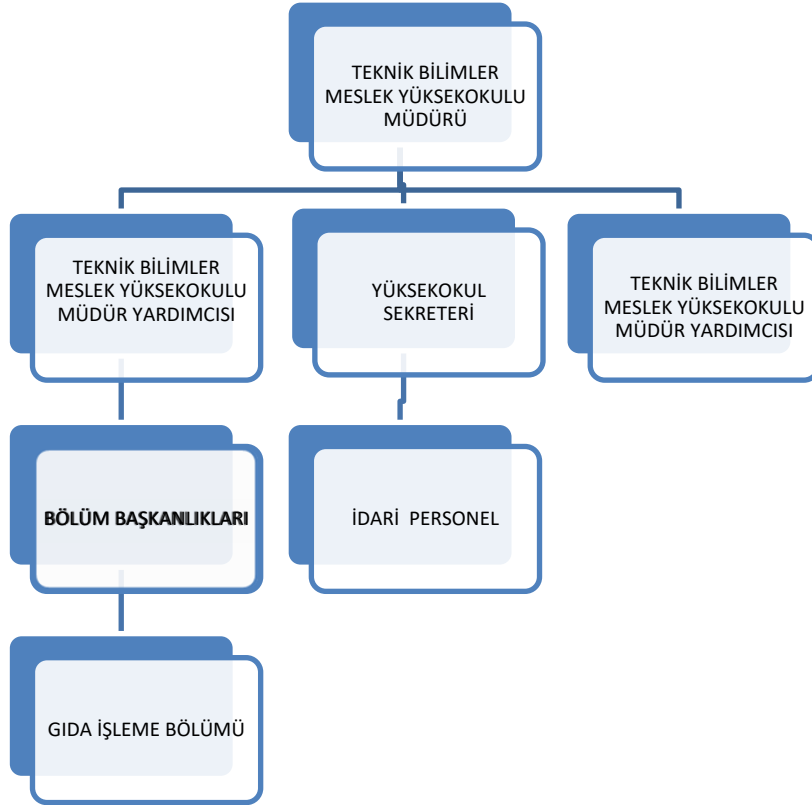 TEKNİK BİLİMLER
MESLEK YÜKSEKOKULU
MÜDÜRÜ
TEKNİK BİLİMLER
MESLEK YÜKSEKOKULU
MÜDÜR YARDIMCISI
YÜKSEKOKUL
SEKRETERİ
TEKNİK BİLİMLER
MESLEK YÜKSEKOKULU
MÜDÜR YARDIMCISI
BÖLÜM BAŞKANLIKLARI
İDARİ PERSONEL
GIDA İŞLEME BÖLÜMÜ